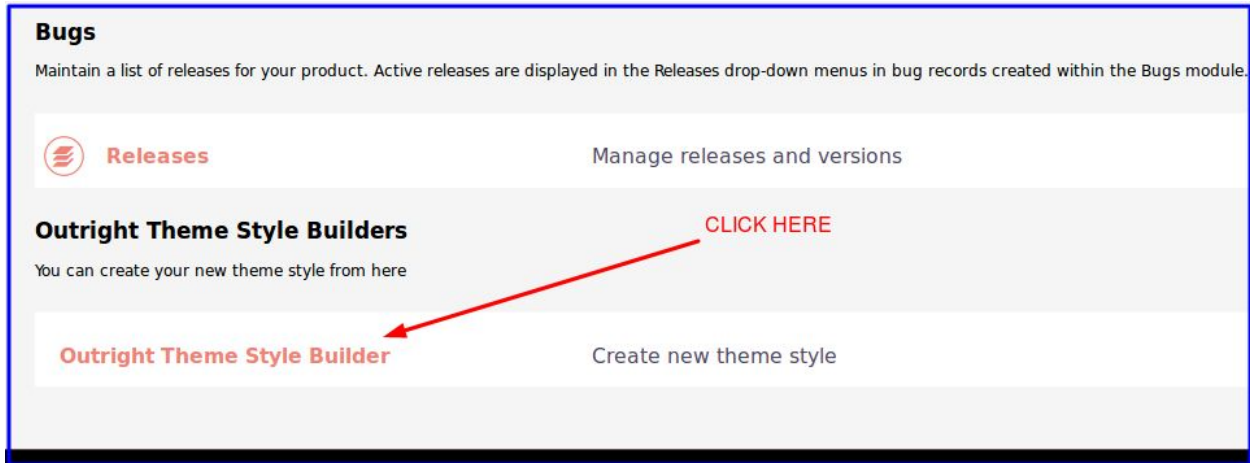 Bugs
Maintain a list of releases for your product. Active releases are displayed in the Releases drop-down menus in bug records created within the Bugs module.
Releases
Manage releases and versions
Outright Theme Style Builders
CLICK HERE
You can create your new theme style from here
Outright Theme Style Builder
Create new theme style